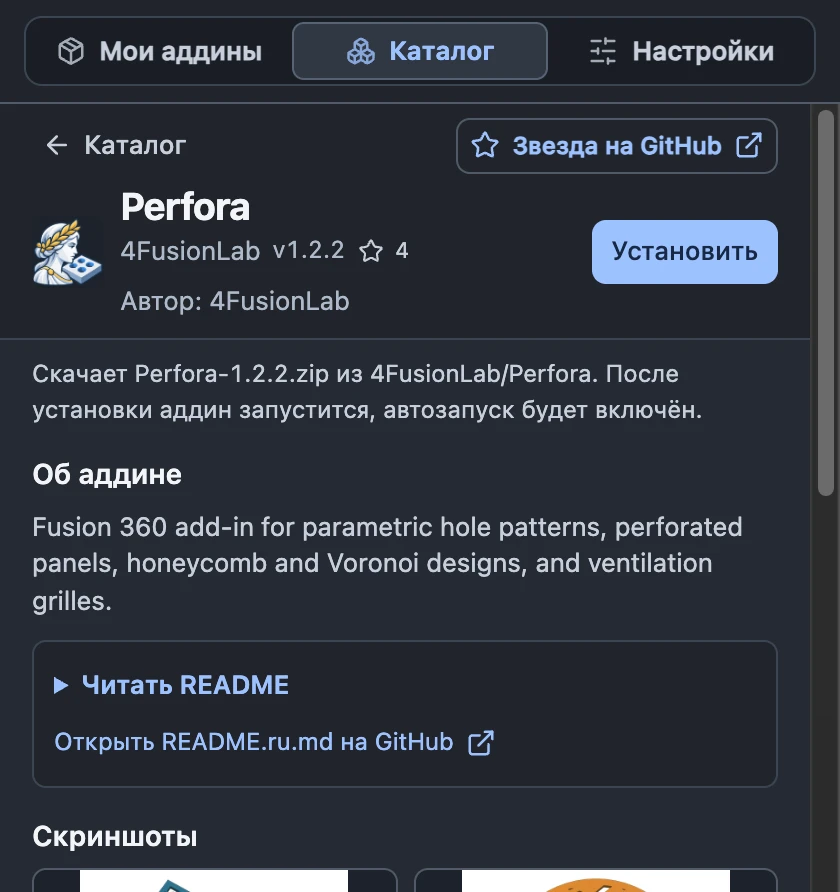 Мои аддины
Каталог
Настройки
Каталог
Звезда на GitHub
Perfora
4FusionLab v1.2.2 4
Установить
Автор: 4FusionLab
Скачает Perfora-1.2.2.zip из 4FusionLab/Perfora. После
установки аддин запустится, автозапуск будет включён.
Об аддине
Fusion 360 add-in for parametric hole patterns, perforated
panels, honeycomb and Voronoi designs, and ventilation
grilles.
Читать README
Открыть README.ru.md на GitHub
Скриншоты